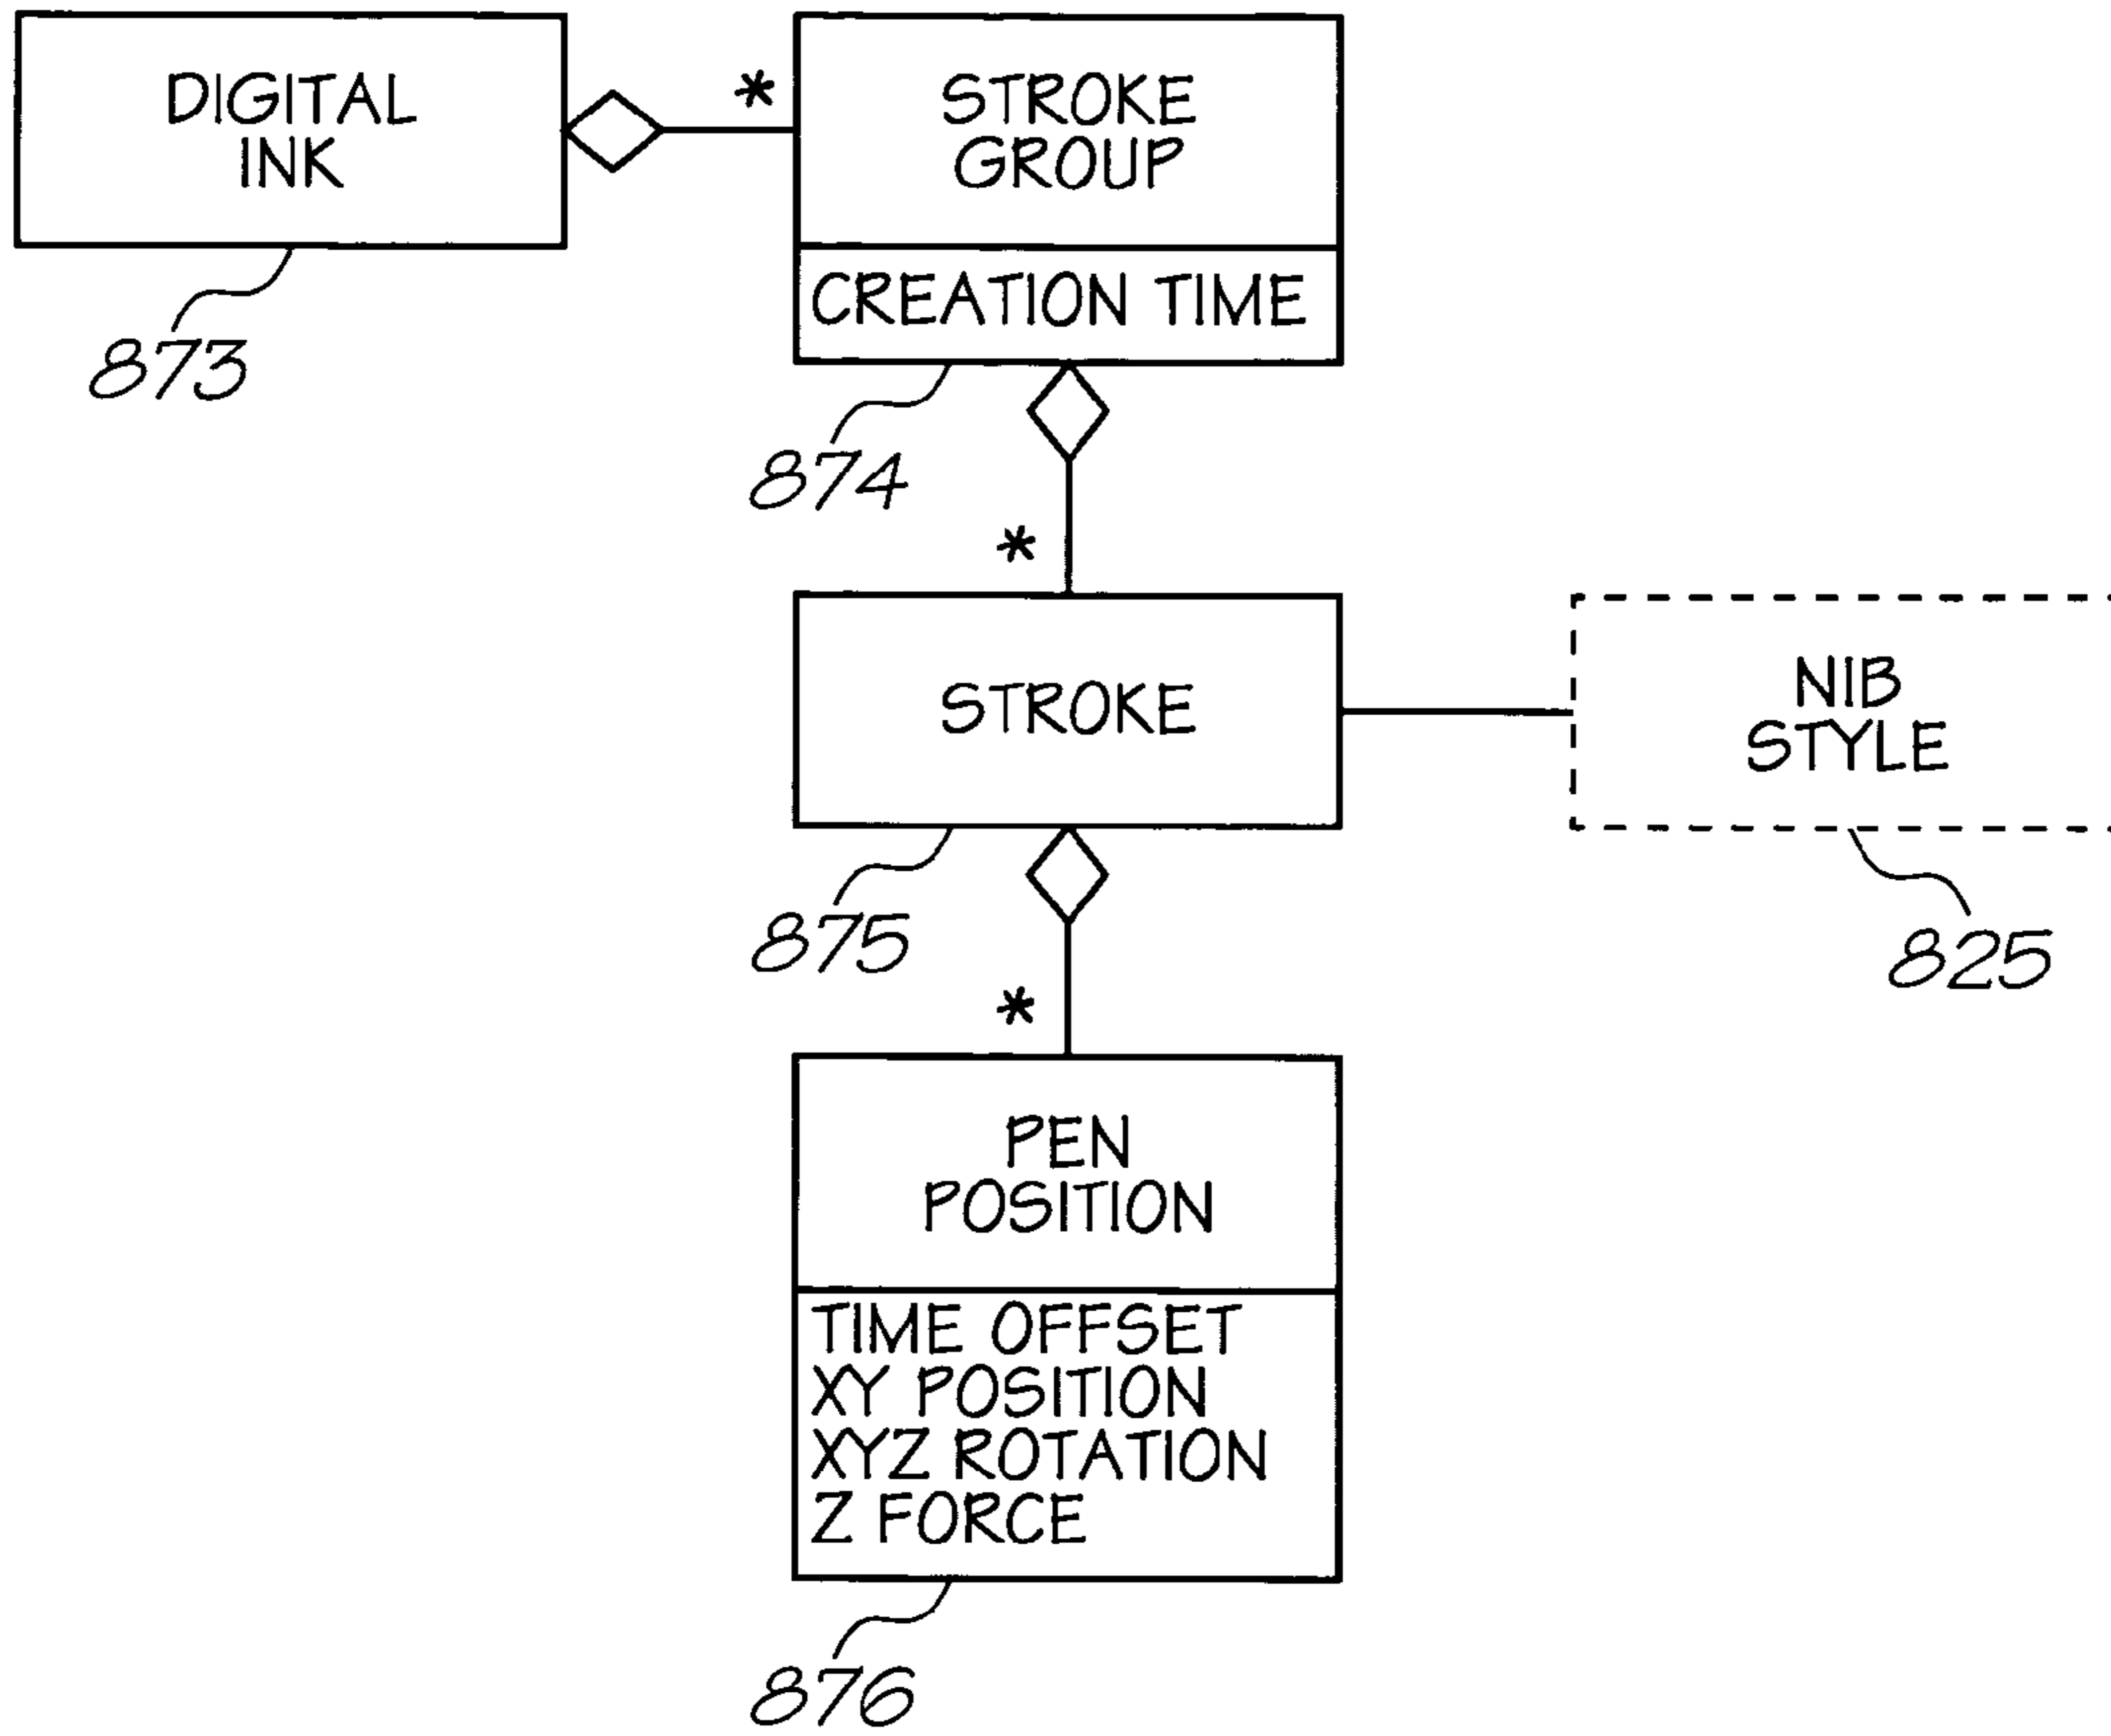 DIGITAL
INK
*
STROKE
GROUP
CREATION TIME
873
874
*
STROKE
NIB
STYLE
875
825
*
PEN
POSITION
TIME OFFSET
XY POSITION
XYZ ROTATION
Z FORCE
876